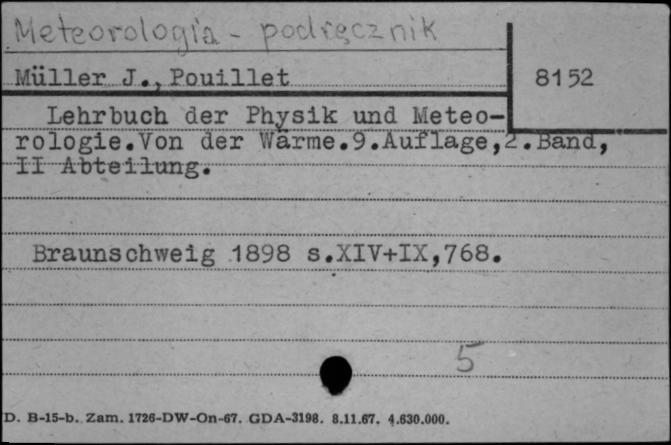 Meteorologia - podręcznik
Müller J., Pouillet
8152
Lehrbuch der Physik und Meteo-
rologie.Von der Wärme.9.Auflage,2.Band,
II Abteilung.
Braunschweig 1898 s.XIV+IX,768.
5
D. B-15-b. Zam. 1726-DW-On-67. GDA-3198. 8.11.67. 4.630.000.